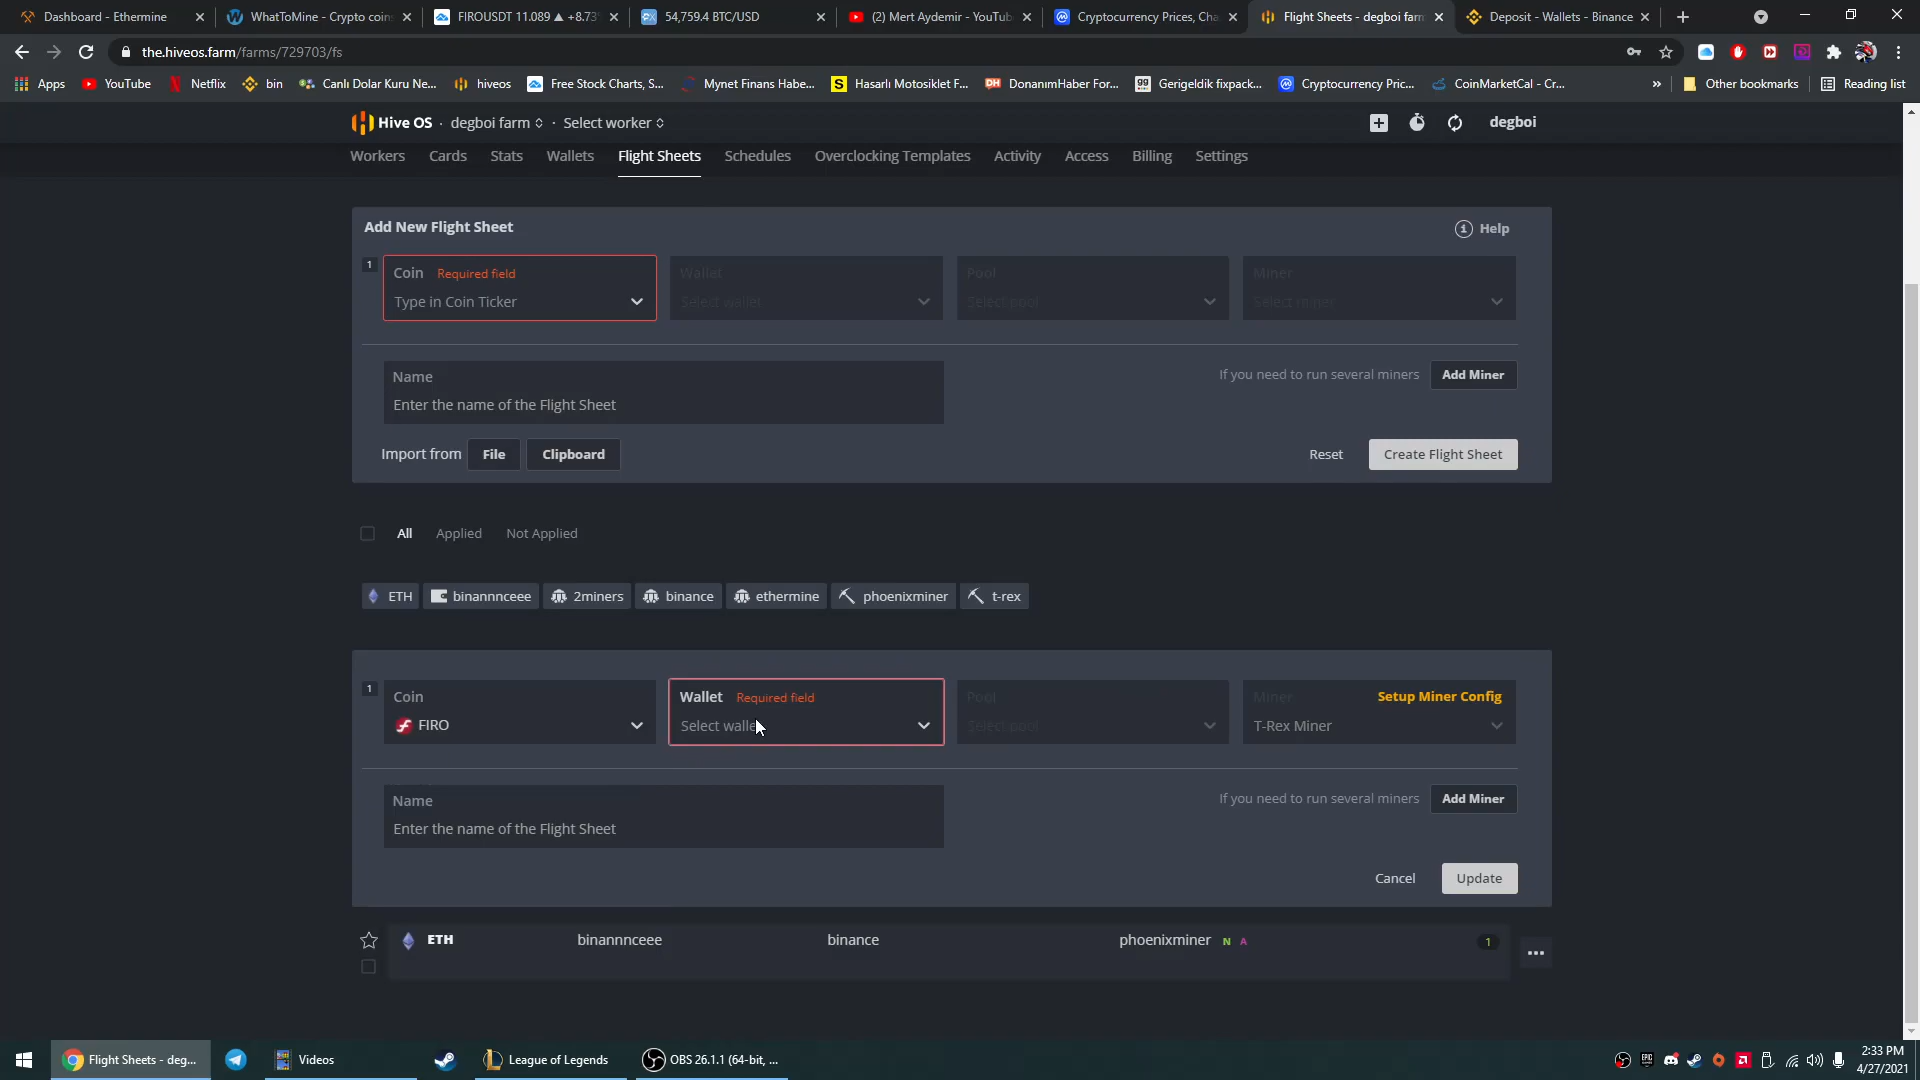 Dashboard - Ethermine
WhatToMine - Crypto coin
FIROUSDT 11.089 ▲ +8.73
54,759.4 BTC/USD
(2) Mert Aydemir - YouTub
Cryptocurrency Prices, Cha
Flight Sheets - degboi farm
Deposit - Wallets - Binance
the.hiveos.farm/farms/729703/fs
Apps
YouTube
Netflix
bin
Canlı Dolar Kuru Ne...
hiveos
Free Stock Charts, S...
Mynet Finans Habe...
Hasarlı Motosiklet F...
DonanımHaber For...
Gerigeldik fixpack...
Cryptocurrency Pric...
CoinMarketCal - Cr...
»
Other bookmarks
Reading list
Hive OS · degboi farm · Select worker
degboi
Workers
Cards
Stats
Wallets
Flight Sheets
Schedules
Overclocking Templates
Activity
Access
Billing
Settings
Add New Flight Sheet
Help
1
Coin Required field
Type in Coin Ticker
Wallet
Select wallet
Pool
Select pool
Miner
Select miner
Name
Enter the name of the Flight Sheet
If you need to run several miners
Add Miner
Import from
File
Clipboard
Reset
Create Flight Sheet
All
Applied
Not Applied
ETH
binannnceee
2miners
binance
ethermine
phoenixminer
t-rex
1
Coin
FIRO
Wallet Required field
Select walle
Pool
Select pool
Miner
Setup Miner Config
T-Rex Miner
Name
Enter the name of the Flight Sheet
If you need to run several miners
Add Miner
Cancel
Update
ETH
binannnceee
binance
phoenixminer N A
1
Flight Sheets - deg...
Videos
League of Legends
OBS 26.1.1 (64-bit, ...
2:33 PM
4/27/2021